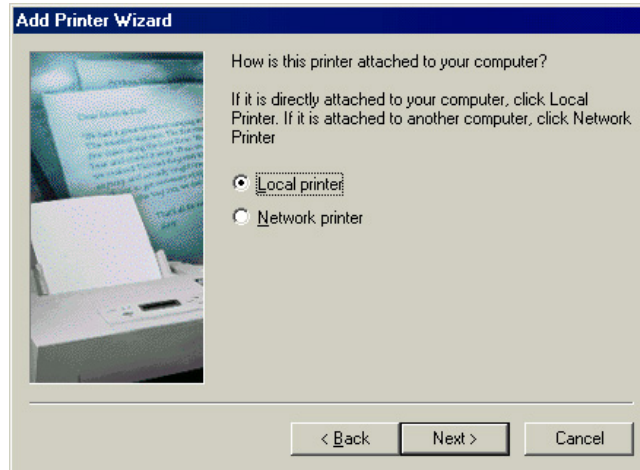 Add Printer Wizard
How is this printer attached to your computer?
If it is directly attached to your computer, click Local
Printer. If it is attached to another computer, click Network
Printer
Local printer
Network printer
< Back Next > Cancel